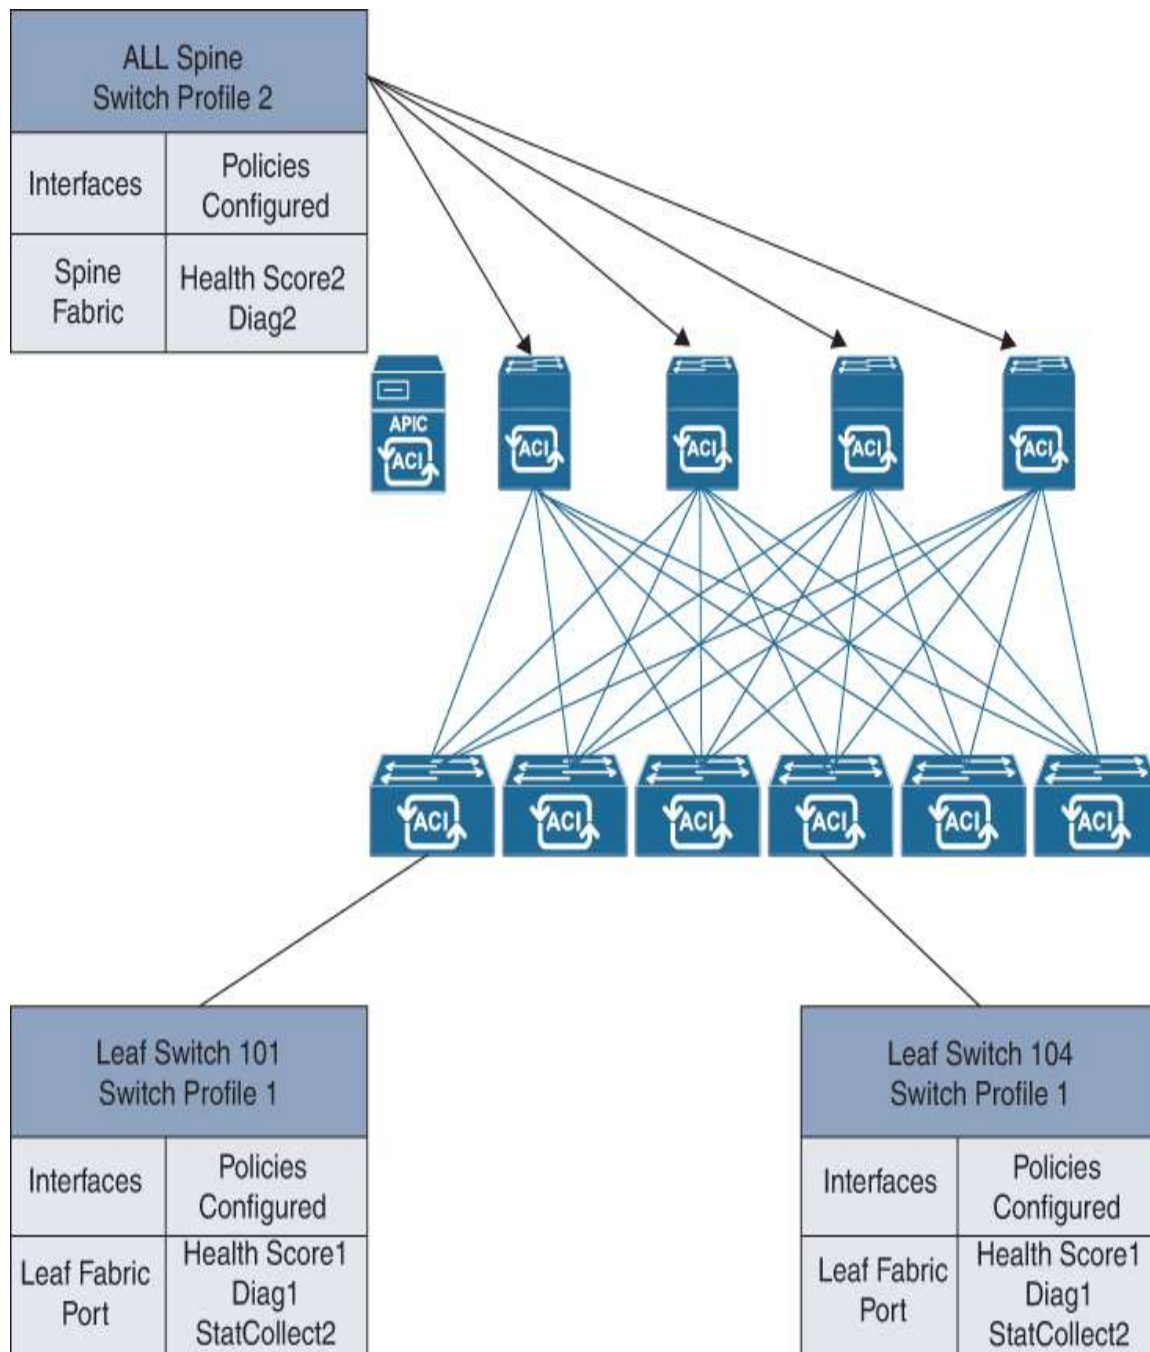 ALL Spine
Switch Profile 2
Interfaces
Policies
Configured
Spine
Fabric
Health Score2
Diag2
APIC
ACI
ACI
ACI
ACI
ACI
ACI
ACI
ACI
ACI
ACI
ACI
Leaf Switch 101
Switch Profile 1
Interfaces
Policies
Configured
Leaf Fabric
Port
Health Score1
Diag1
StatCollect2
Leaf Switch 104
Switch Profile 1
Interfaces
Policies
Configured
Leaf Fabric
Port
Health Score1
Diag1
StatCollect2